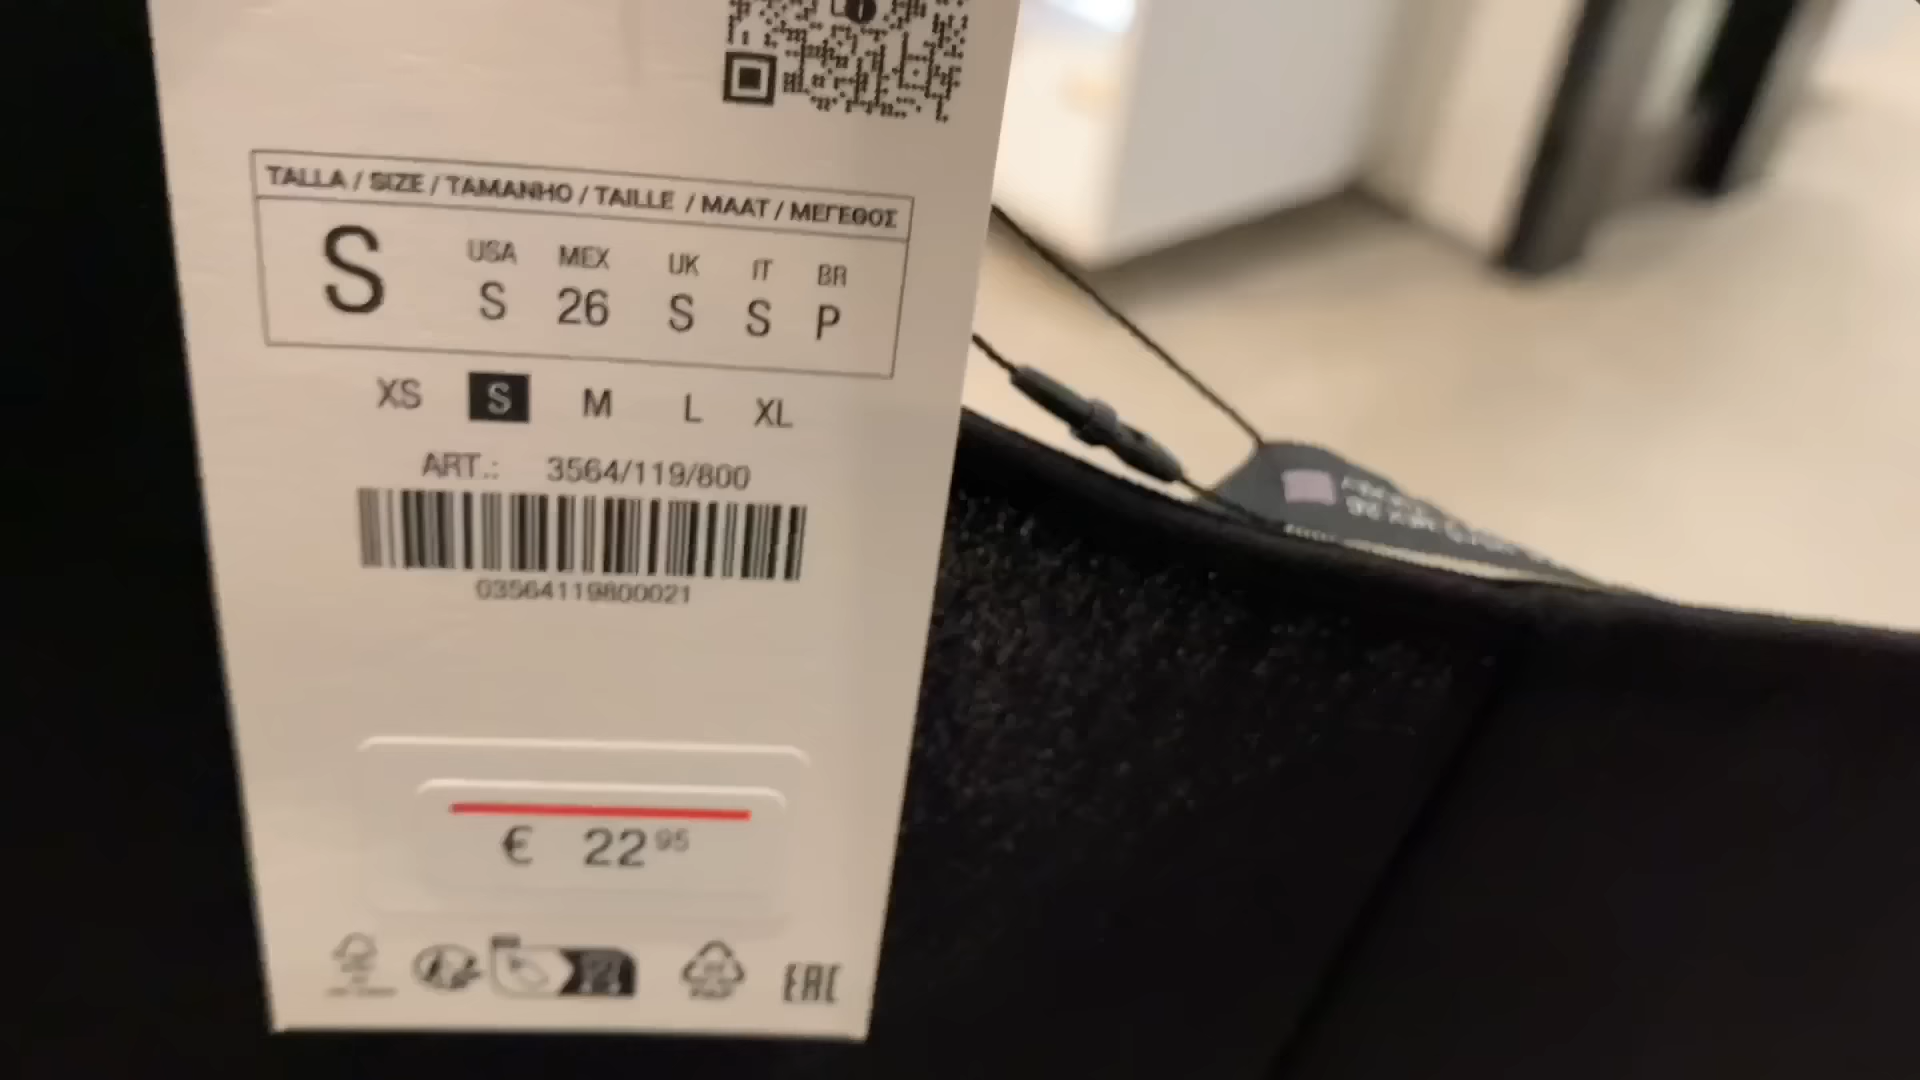 TALLA / SIZE / TAMANHO / TAILLE / MAAT / ΜΕΓΕΘΟΣ
USA MEX UK IT BR
S S 26 S S P
XS S M L XL
ART.: 3564/119/800
03564119800021
€ 22 95
EAC